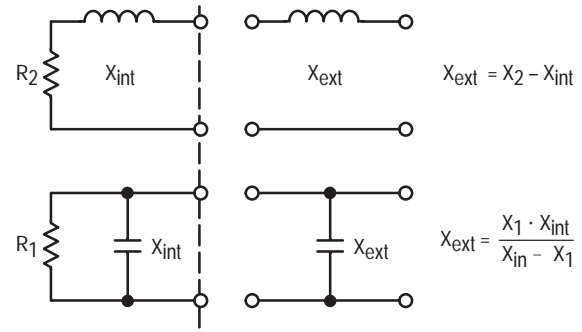 R2 Xint Xext Xext = X2 – Xint
R1 Xint Xext Xext = X1 · Xint
Xin – X1